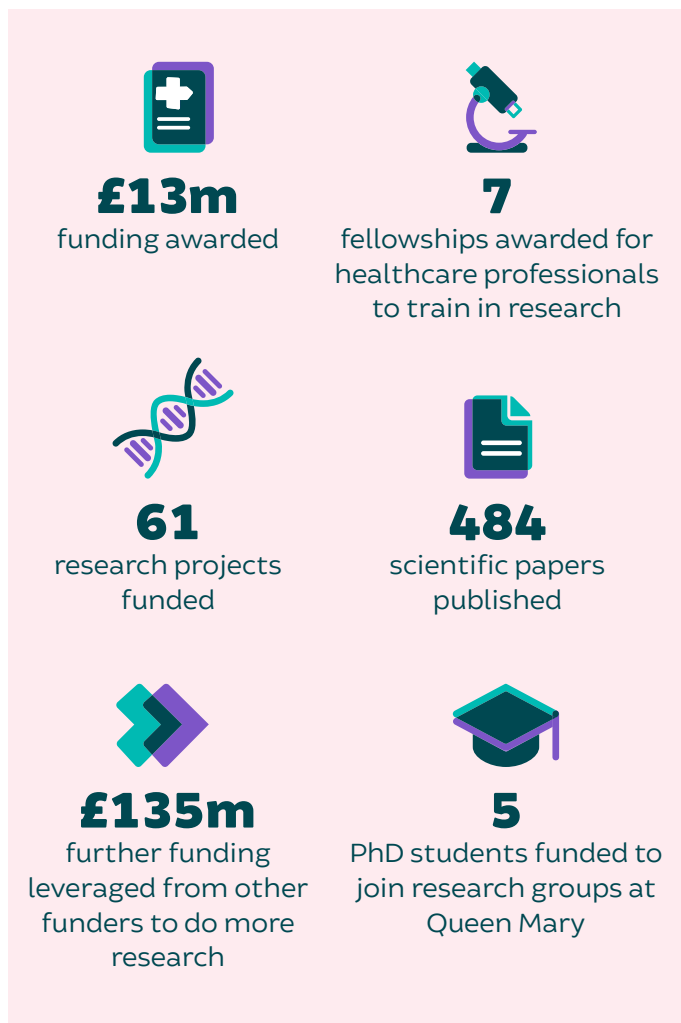 £13m
funding awarded
7
fellowships awarded for
healthcare professionals
to train in research
61
research projects
funded
484
scientific papers
published
£135m
further funding
leveraged from other
funders to do more
research
5
PhD students funded to
join research groups at
Queen Mary